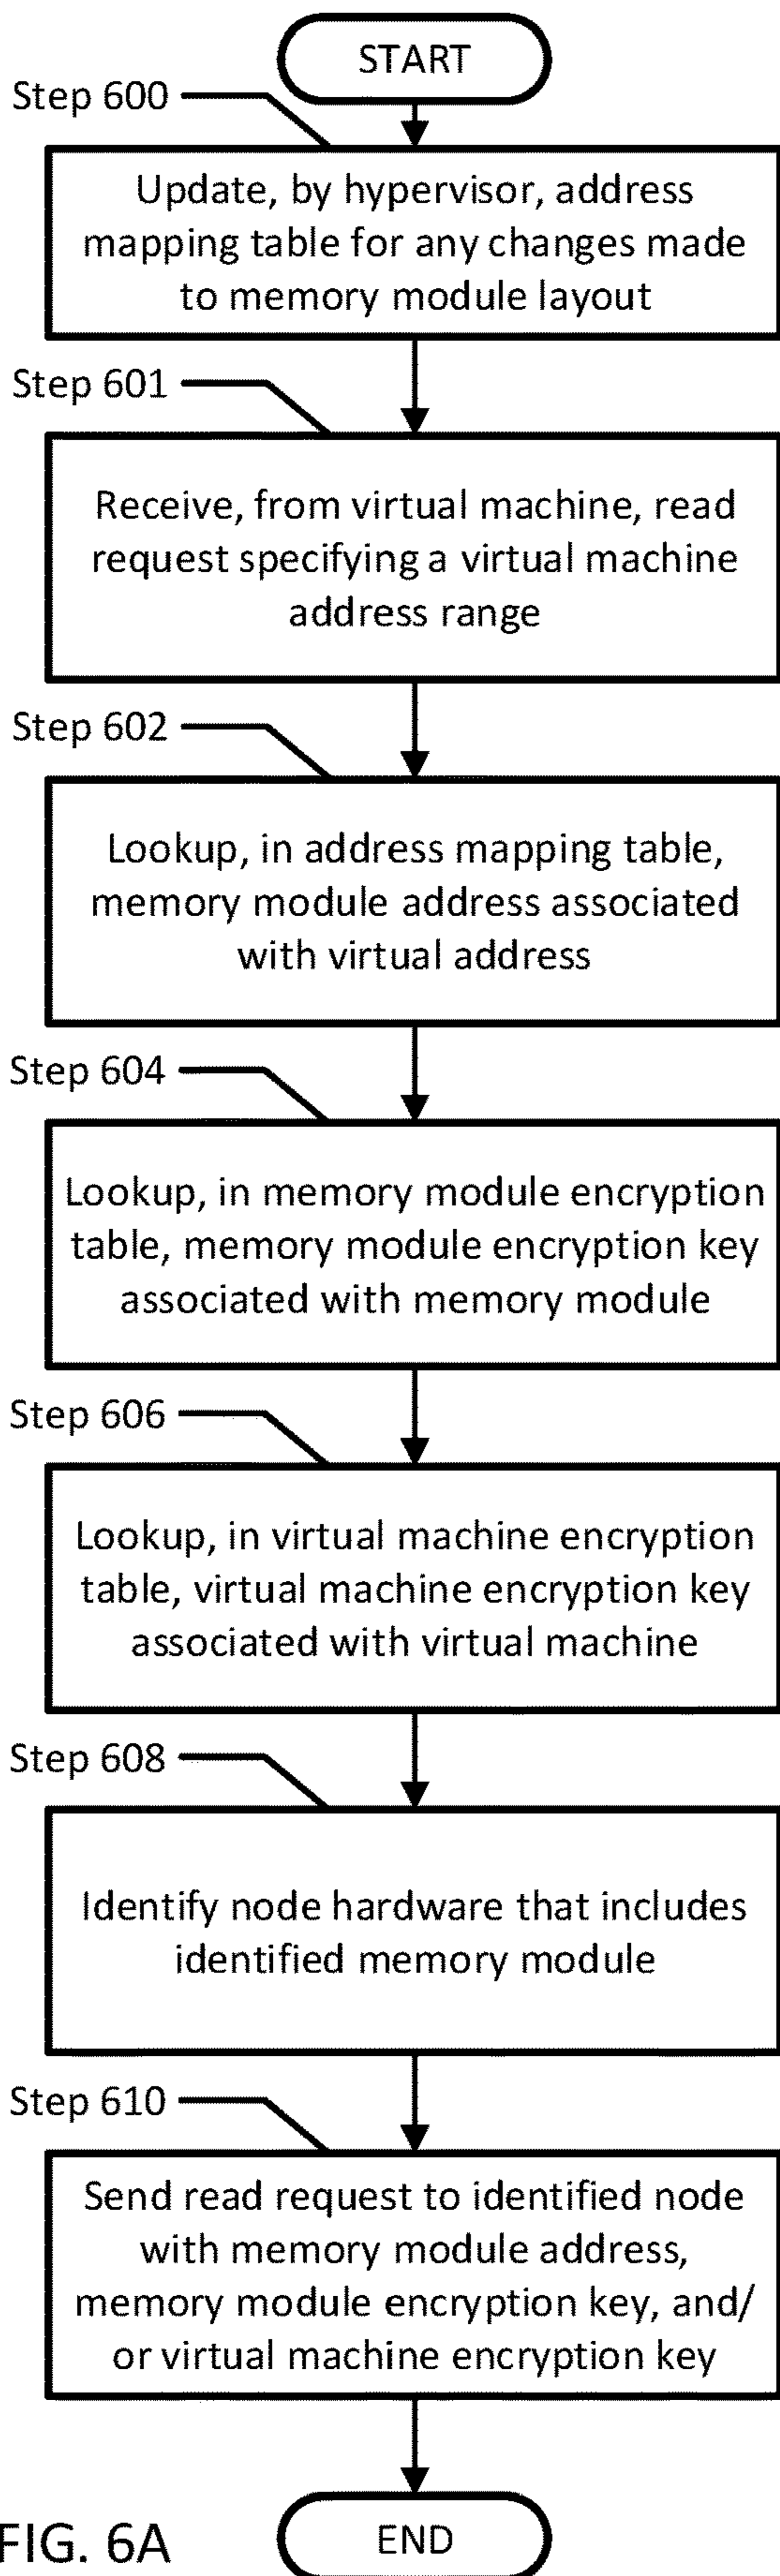 START
Step 600
Update, by hypervisor, address
mapping table for any changes made
to memory module layout
Step 601
Receive, from virtual machine, read
request specifying a virtual machine
address range
Step 602
Lookup, in address mapping table,
memory module address associated
with virtual address
Step 604
Lookup, in memory module encryption
table, memory module encryption key
associated with memory module
Step 606
Lookup, in virtual machine encryption
table, virtual machine encryption key
associated with virtual machine
Step 608
Identify node hardware that includes
identified memory module
Step 610
Send read request to identified node
with memory module address,
memory module encryption key, and/
or virtual machine encryption key
END
FIG. 6A